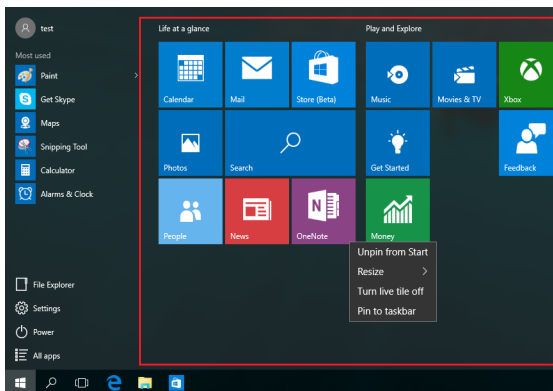 test
Most used
Paint
Get Skype
Maps
Snipping Tool
Calculator
Alarms & Clock
File Explorer
Settings
Power
All apps
Life at a glance
Calendar
Mail
Store (Beta)
Photos
Search
People
News
OneNote
Play and Explore
Music
Movies & TV
Xbox
Get Started
Feedback
Money
Unpin from Start
Resize
Turn live tile off
Pin to taskbar